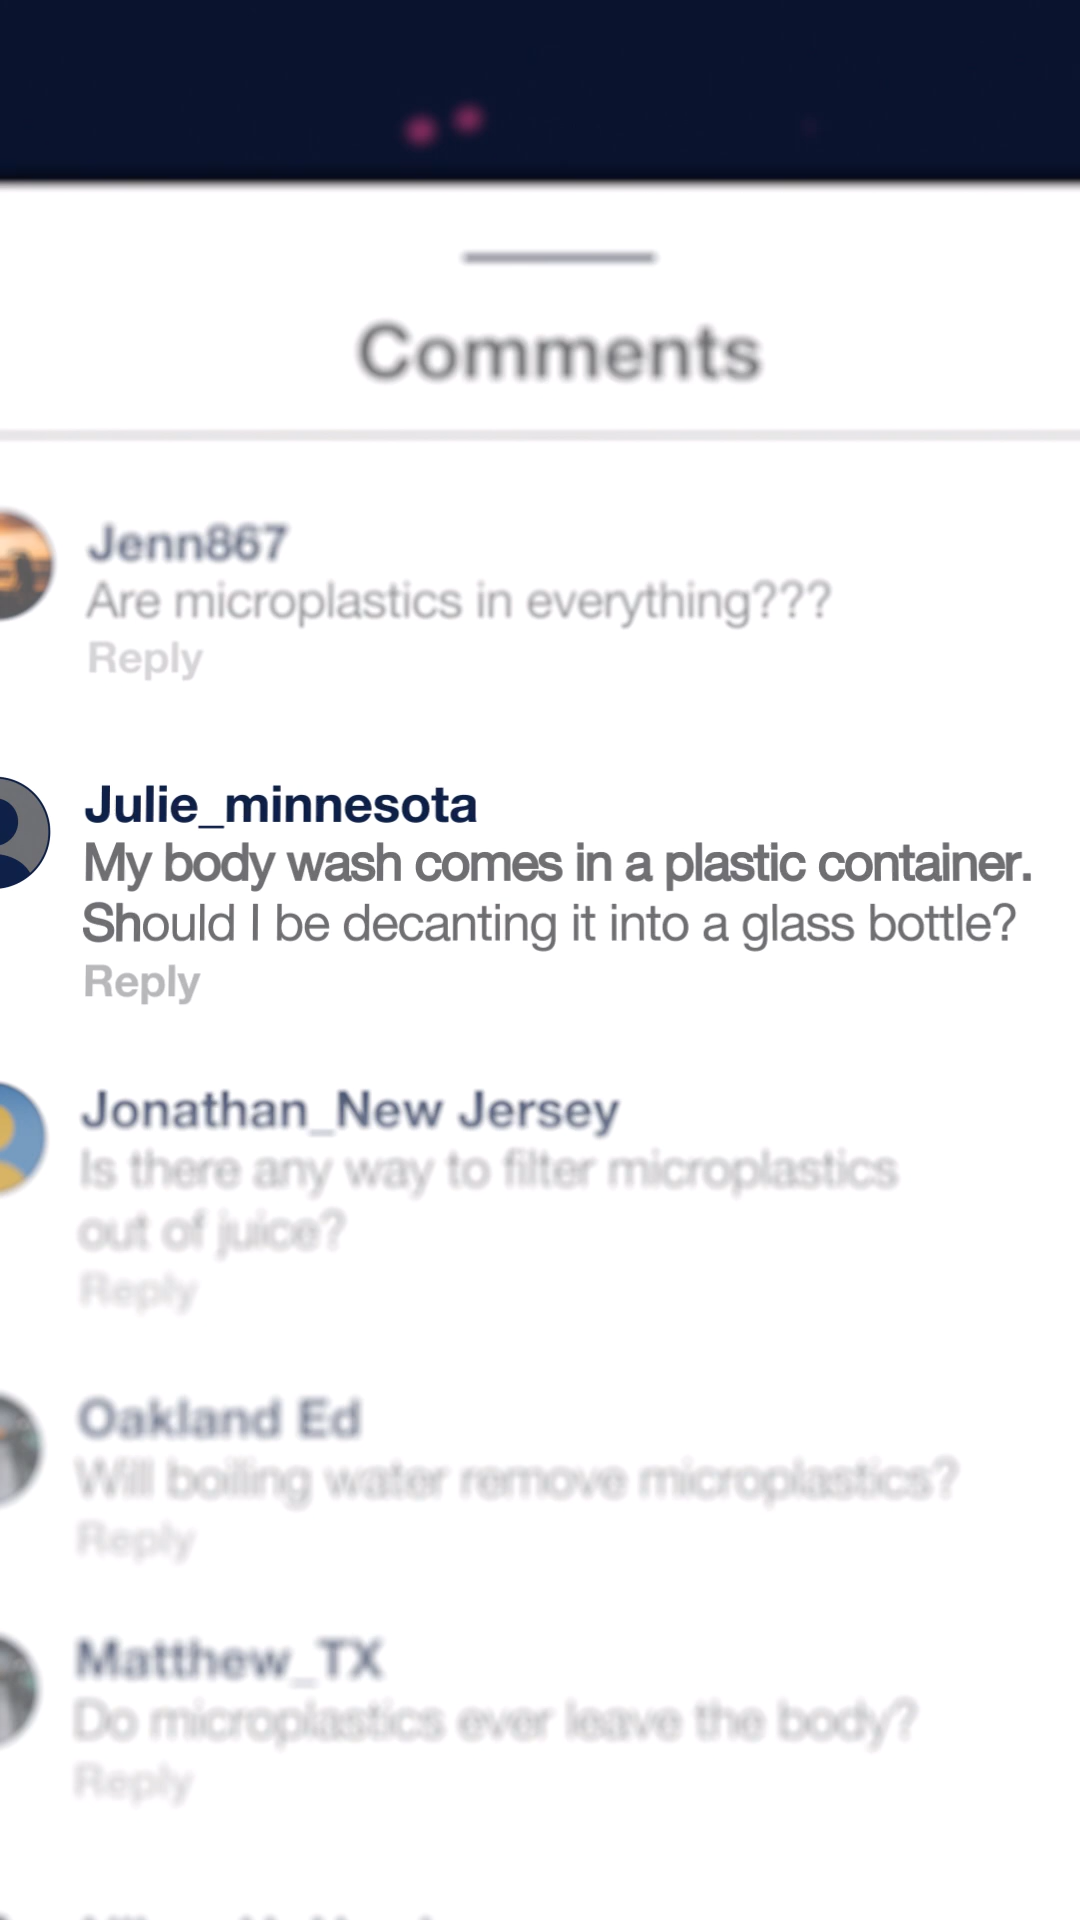 Comments
Jenn867
Are microplastics in everything???
Reply
Julie_minnesota
My body wash comes in a plastic container.
Should I be decanting it into a glass bottle?
Reply
Jonathan_New Jersey
Is there any way to filter microplastics
out of juice?
Reply
Oakland Ed
Will boiling water remove microplastics?
Reply
Matthew_TX
Do microplastics ever leave the body?
Reply